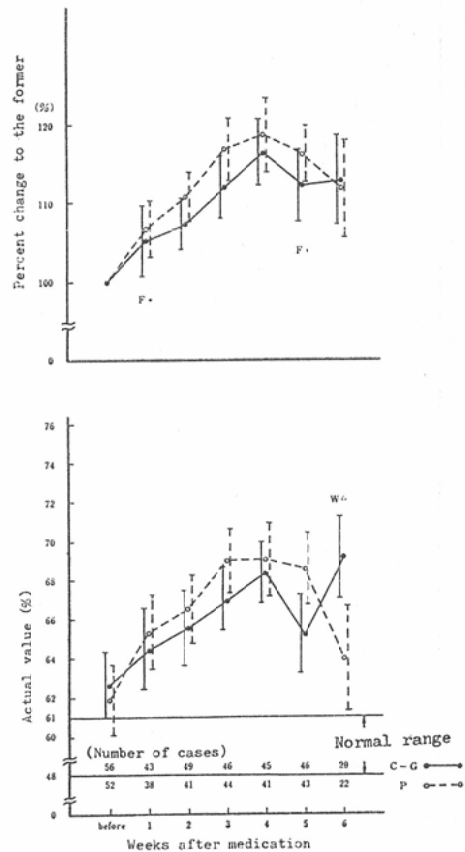 Percent change to the former
(%)
120
110
100
0
F
F
Actual value (%)
76
74
72
70
68
66
64
62
61
60
48
0
W
(Number of cases)
56 43 49 46 45 46 29
52 38 41 44 41 43 22
Normal range
C-G
P
before 1 2 3 4 5 6
Weeks after medication